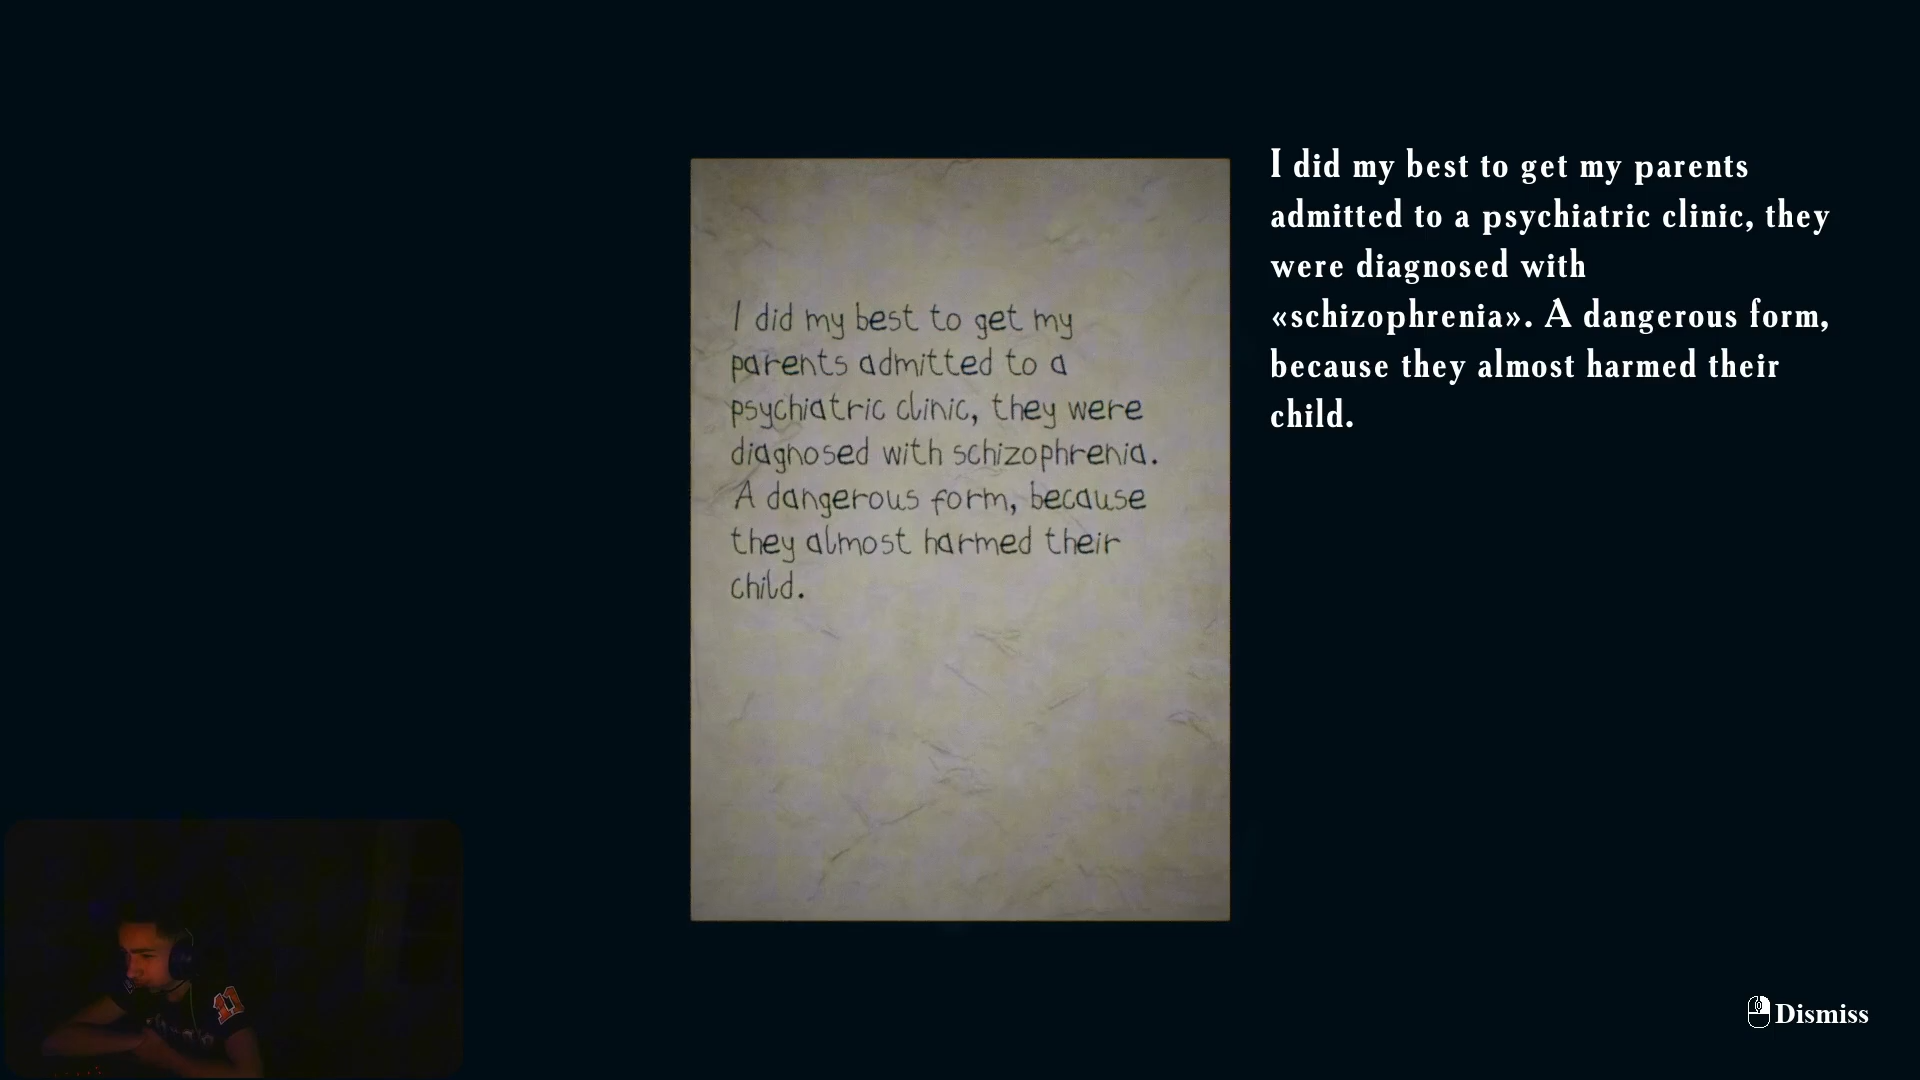 I did my best to get my
parents admitted to a
psychiatric clinic, they were
diagnosed with schizophrenia.
A dangerous form, because
they almost harmed their
child.
I did my best to get my parents
admitted to a psychiatric clinic, they
were diagnosed with
«schizophrenia». A dangerous form,
because they almost harmed their
child.
11
Dismiss